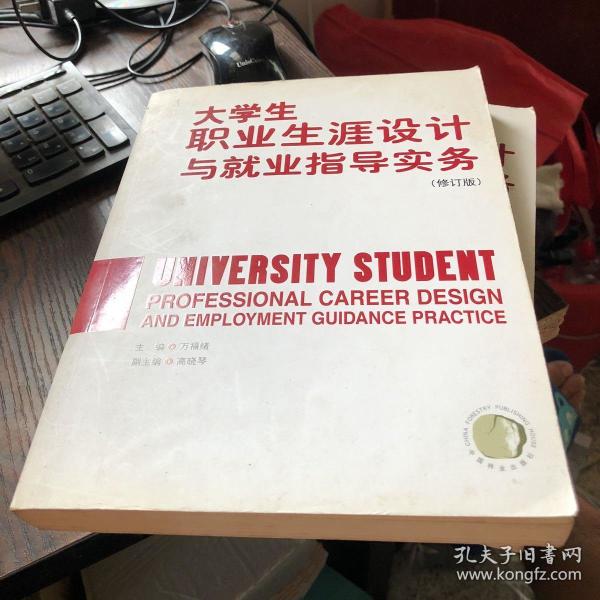 大学生
职业生涯设计
与就业指导实务
(修订版)
UNIVERSITY STUDENT
PROFESSIONAL CAREER DESIGN
AND EMPLOYMENT GUIDANCE PRACTICE
主 编 万福绪
副主编 高晓琴
CHINA FORESTRY PUBLISHING HOUSE
中国林业出版社
计
孔夫子旧书网
www.kongfz.com